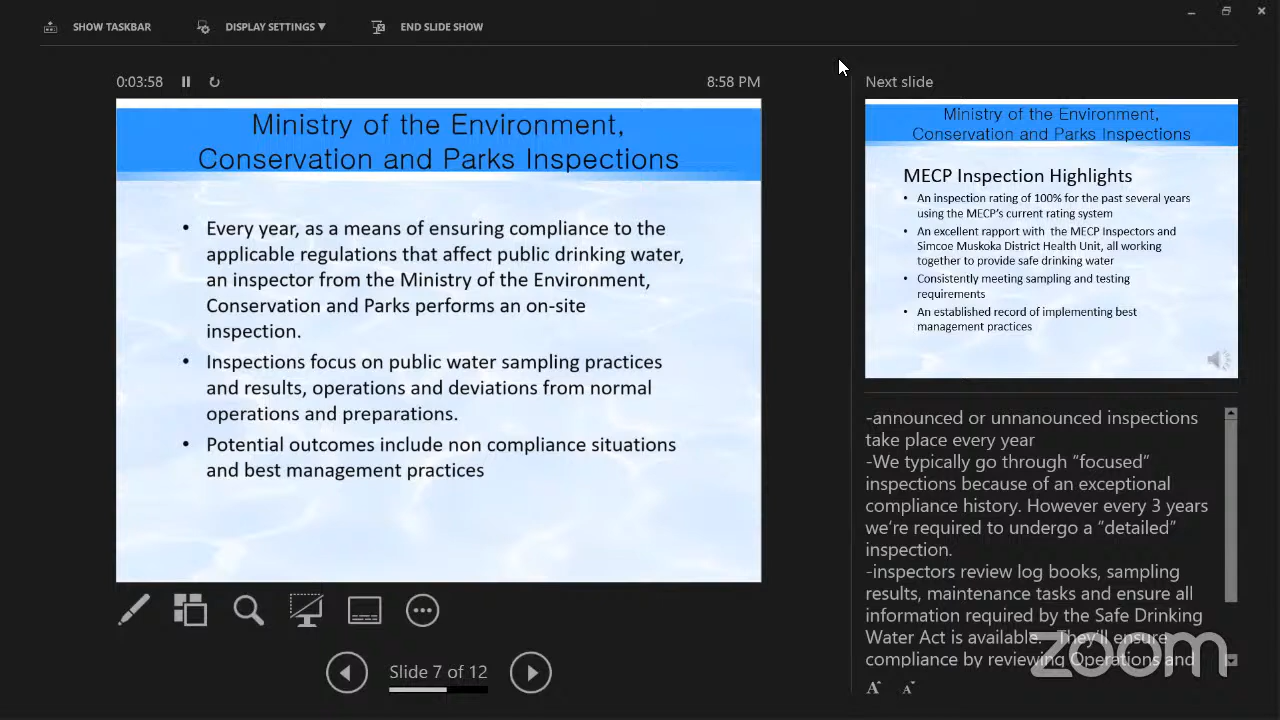 SHOW TASKBAR
DISPLAY SETTINGS ▼
END SLIDE SHOW
0:03:58
8:58 PM
Ministry of the Environment,
Conservation and Parks Inspections
• Every year, as a means of ensuring compliance to the
applicable regulations that affect public drinking water,
an inspector from the Ministry of the Environment,
Conservation and Parks performs an on-site
inspection.
• Inspections focus on public water sampling practices
and results, operations and deviations from normal
operations and preparations.
• Potential outcomes include non compliance situations
and best management practices
Slide 7 of 12
Next slide
Ministry of the Environment,
Conservation and Parks Inspections
MECP Inspection Highlights
• An inspection rating of 100% for the past several years
using the MECP's current rating system
• An excellent rapport with the MECP Inspectors and
Simcoe Muskoka District Health Unit, all working
together to provide safe drinking water
• Consistently meeting sampling and testing
requirements
• An established record of implementing best
management practices
-announced or unnanounced inspections
take place every year
-We typically go through “focused”
inspections because of an exceptional
compliance history. However every 3 years
we're required to undergo a “detailed”
inspection.
-inspectors review log books, sampling
results, maintenance tasks and ensure all
information required by the Safe Drinking
Water Act is available. They'll ensure
compliance by reviewing Operations and
zoom
A A